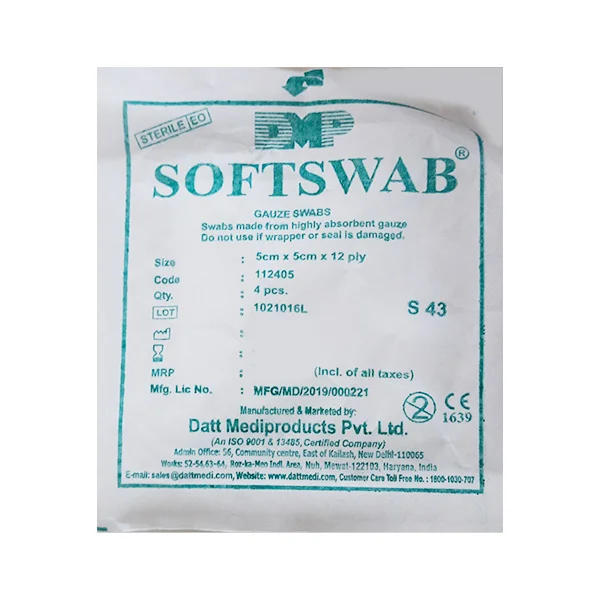 DMP
STERILE EO
SOFTSWAB®
GAUZE SWABS
Swabs made from highly absorbent gauze
Do not use if wrapper or seal is damaged.
Size : 5cm x 5cm x 12 ply
Code : 112405
Qty. : 4 pcs.
LOT : 1021016L S 43
:
:
MRP : (Incl. of all taxes)
Mfg. Lic No. : MFG/MD/2019/000221
2 CE
1639
Manufactured & Marketed by:
Datt Mediproducts Pvt. Ltd.
(An ISO 9001 & 13485, Certified Company)
Admin Office: 56, Community centre, East of Kailash, New Delhi-110065
Works: 52-54,63-64, Roz-ka-Meo Indl. Area, Nuh, Mewat-122103, Haryana, India
E-mail: sales@dattmedi.com, Website: www.dattmedi.com, Customer Care Toll Free No. : 1800-1030-707